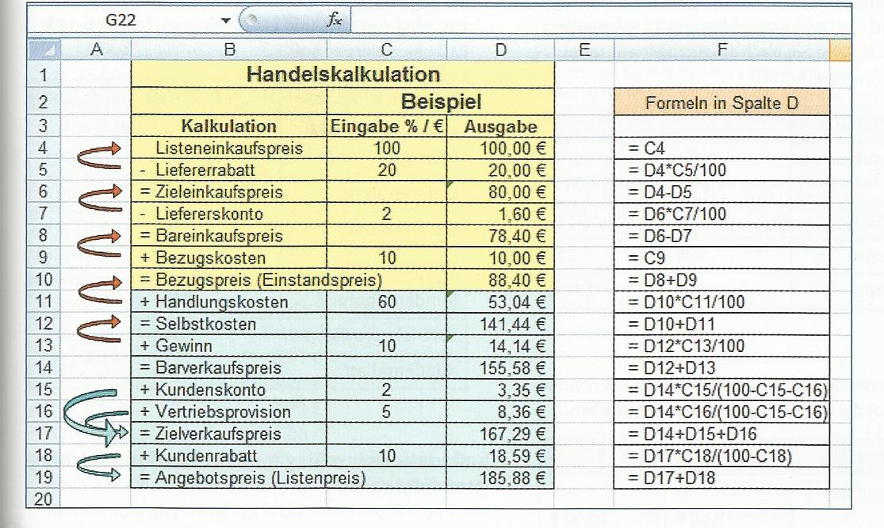 G22 fx
A B C D E F
1 Handelskalkulation
2 Beispiel Formeln in Spalte D
3 Kalkulation Eingabe % / € Ausgabe
4 Listeneinkaufspreis 100 100,00 € = C4
5 - Liefererrabatt 20 20,00 € = D4*C5/100
6 = Zieleinkaufspreis 80,00 € = D4-D5
7 - Liefererskonto 2 1,60 € = D6*C7/100
8 = Bareinkaufspreis 78,40 € = D6-D7
9 + Bezugskosten 10 10,00 € = C9
10 = Bezugspreis (Einstandspreis) 88,40 € = D8+D9
11 + Handlungskosten 60 53,04 € = D10*C11/100
12 = Selbstkosten 141,44 € = D10+D11
13 + Gewinn 10 14,14 € = D12*C13/100
14 = Barverkaufspreis 155,58 € = D12+D13
15 + Kundenskonto 2 3,35 € = D14*C15/(100-C15-C16)
16 + Vertriebsprovision 5 8,36 € = D14*C16/(100-C15-C16)
17 = Zielverkaufspreis 167,29 € = D14+D15+D16
18 + Kundenrabatt 10 18,59 € = D17*C18/(100-C18)
19 = Angebotspreis (Listenpreis) 185,88 € = D17+D18
20